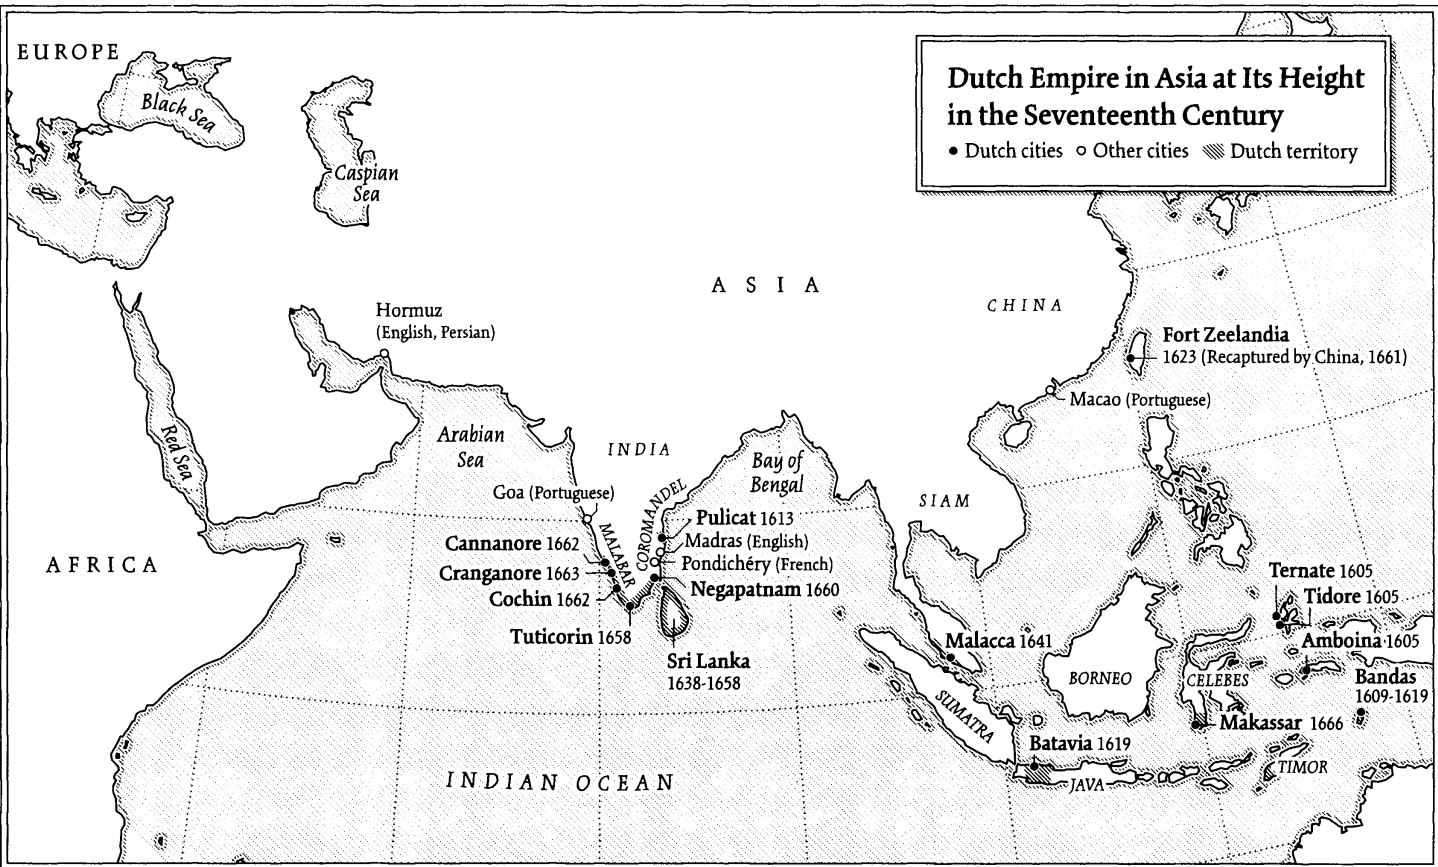 EUROPE
Black Sea
Caspian
Sea
Dutch Empire in Asia at Its Height
in the Seventeenth Century
Dutch cities Other cities Dutch territory
ASIA
CHINA
Hormuz
(English, Persian)
Fort Zeelandia
1623 (Recaptured by China, 1661)
Macao (Portuguese)
Red Sea
Arabian
Sea
INDIA
Bay of
Bengal
Goa (Portuguese)
COROMANDEL
MALABAR
SIAM
Pulicat 1613
Madras (English)
Pondichéry (French)
Negapatnam 1660
Cannanore 1662
Cranganore 1663
Cochin 1662
Tuticorin 1658
Sri Lanka
1638-1658
AFRICA
Ternate 1605
Tidore 1605
Amboina 1605
Bandas
1609-1619
Malacca 1641
BORNEO
CELEBES
SUMATRA
Makassar 1666
Batavia 1619
JAVA
TIMOR
INDIAN OCEAN